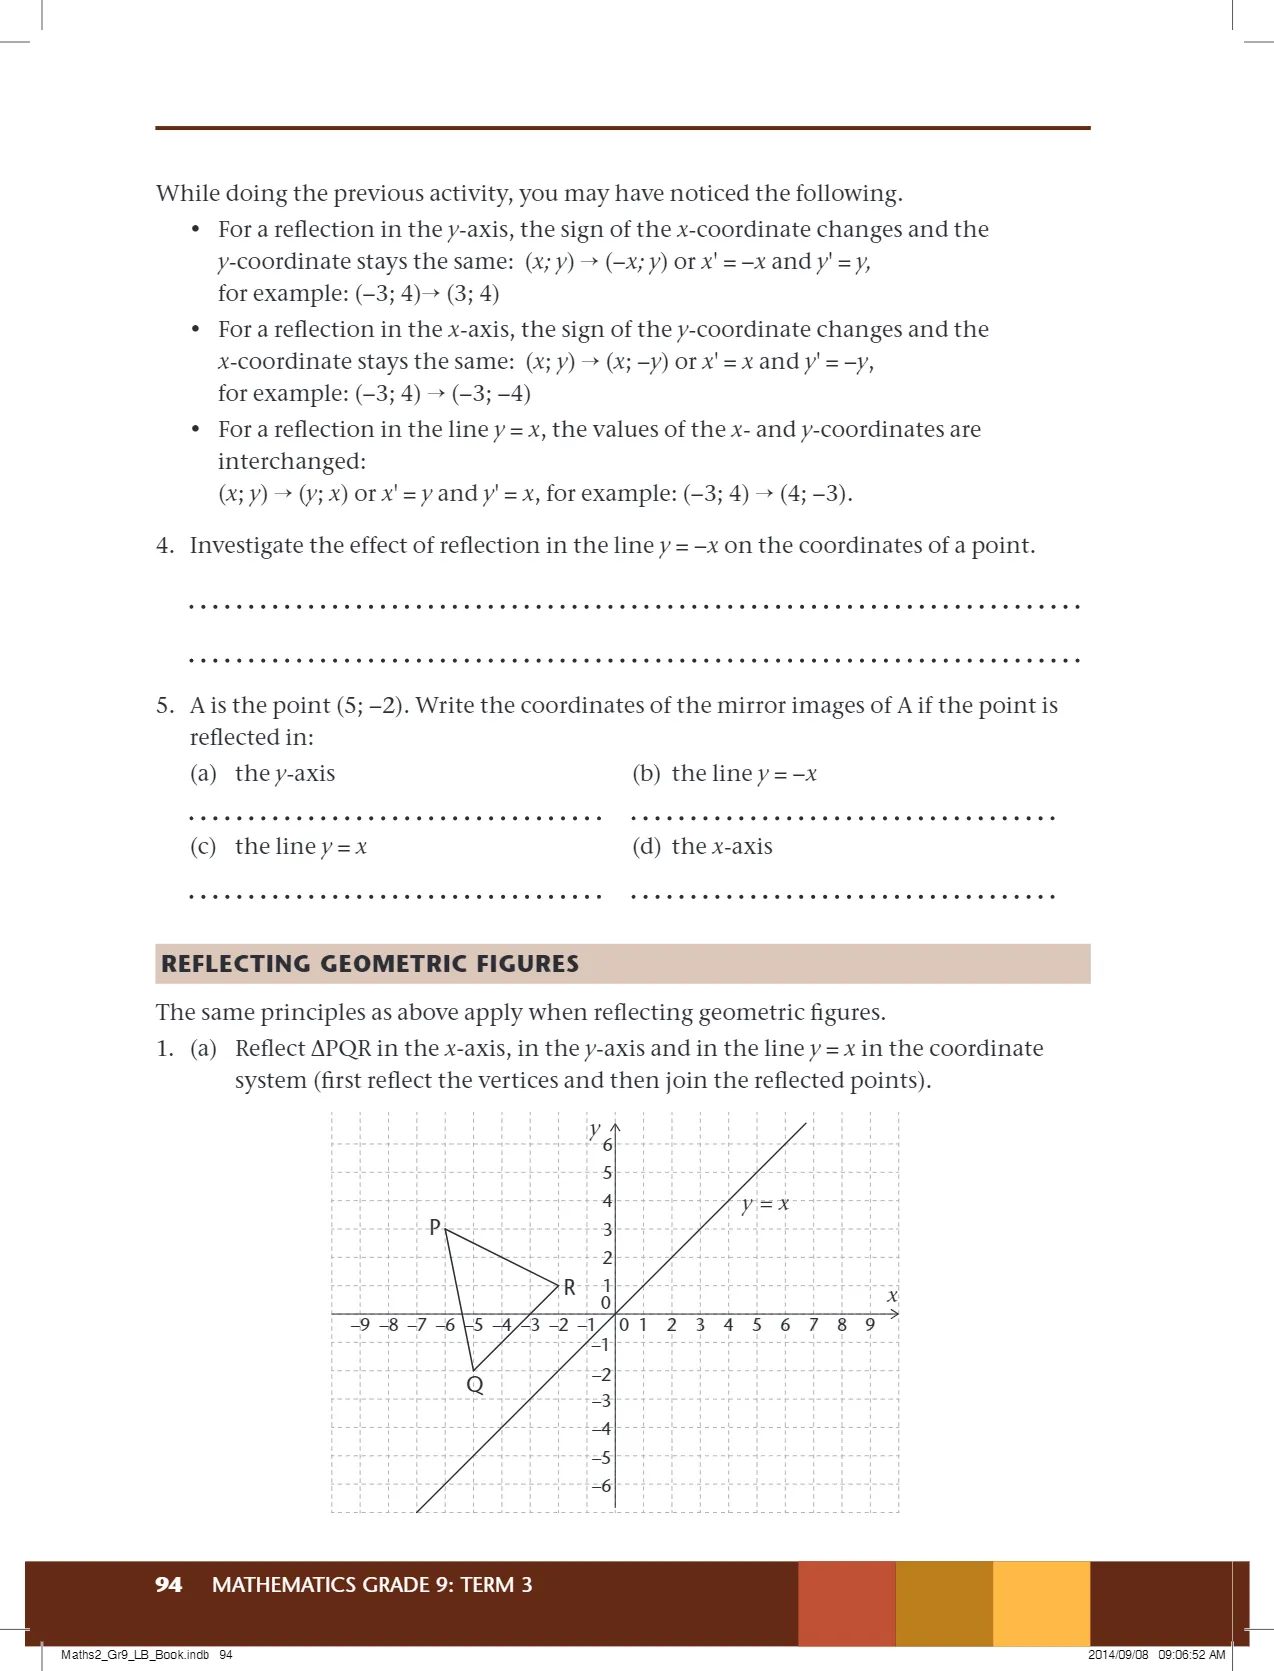 While doing the previous activity, you may have noticed the following.
• For a reflection in the y-axis, the sign of the x-coordinate changes and the
y-coordinate stays the same: (x; y) → (–x; y) or x' = –x and y' = y,
for example: (–3; 4)→ (3; 4)
• For a reflection in the x-axis, the sign of the y-coordinate changes and the
x-coordinate stays the same: (x; y) → (x; –y) or x' = x and y' = –y,
for example: (–3; 4) → (–3; –4)
• For a reflection in the line y = x, the values of the x- and y-coordinates are
interchanged:
(x; y) → (y; x) or x' = y and y' = x, for example: (–3; 4) → (4; –3).
4. Investigate the effect of reflection in the line y = –x on the coordinates of a point.
5. A is the point (5; –2). Write the coordinates of the mirror images of A if the point is
reflected in:
(a) the y-axis (b) the line y = –x
(c) the line y = x (d) the x-axis
REFLECTING GEOMETRIC FIGURES
The same principles as above apply when reflecting geometric figures.
1. (a) Reflect ΔPQR in the x-axis, in the y-axis and in the line y = x in the coordinate
system (first reflect the vertices and then join the reflected points).
y
6
5
4
y = x
P
3
2
R
1
x
0
–9 –8 –7 –6 –5 –4 –3 –2 –1 0 1 2 3 4 5 6 7 8 9
–1
–2
Q
–3
–4
–5
–6
94 MATHEMATICS GRADE 9: TERM 3
Maths2_Gr9_LB_Book.indb 94 2014/09/08 09:06:52 AM